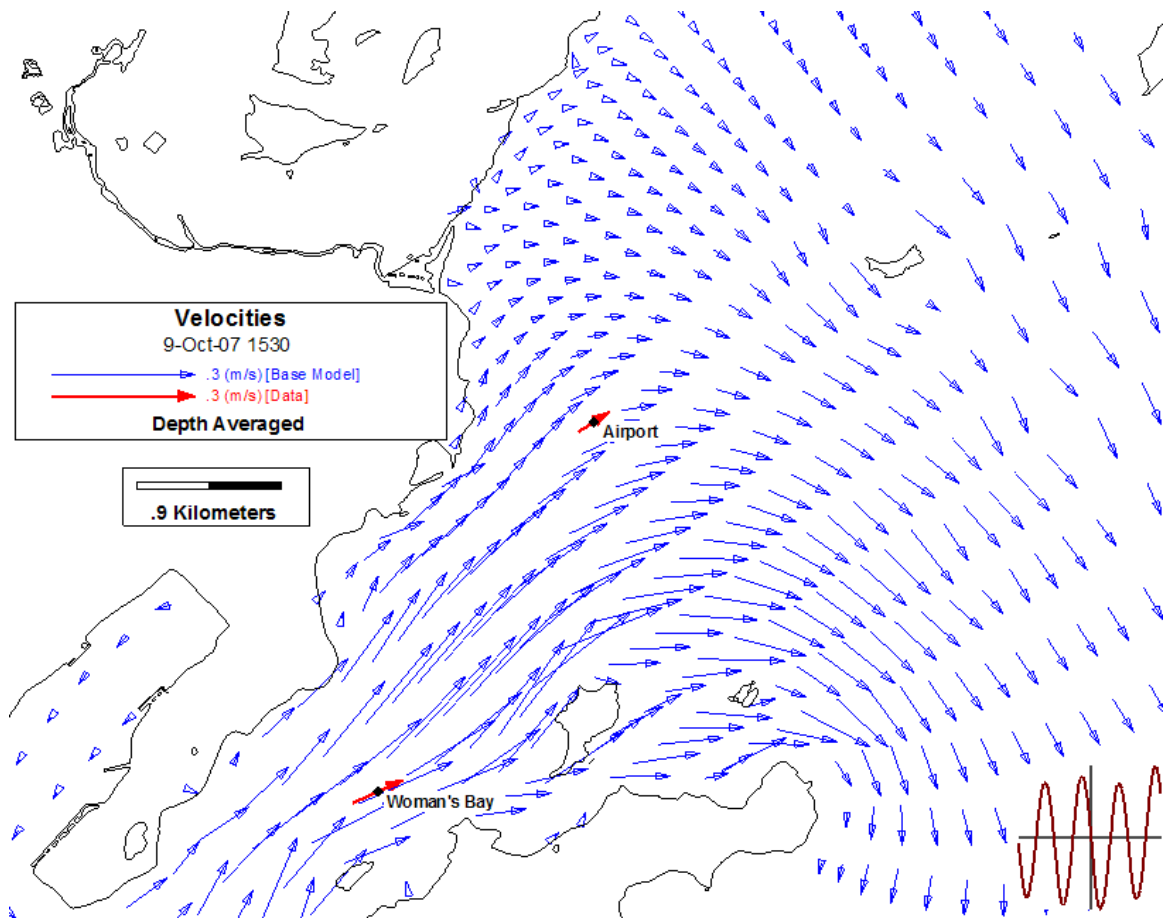 Velocities
9-Oct-07 1530
.3 (m/s) [Base Model]
.3 (m/s) [Data]
Depth Averaged
Airport
.9 Kilometers
Woman's Bay